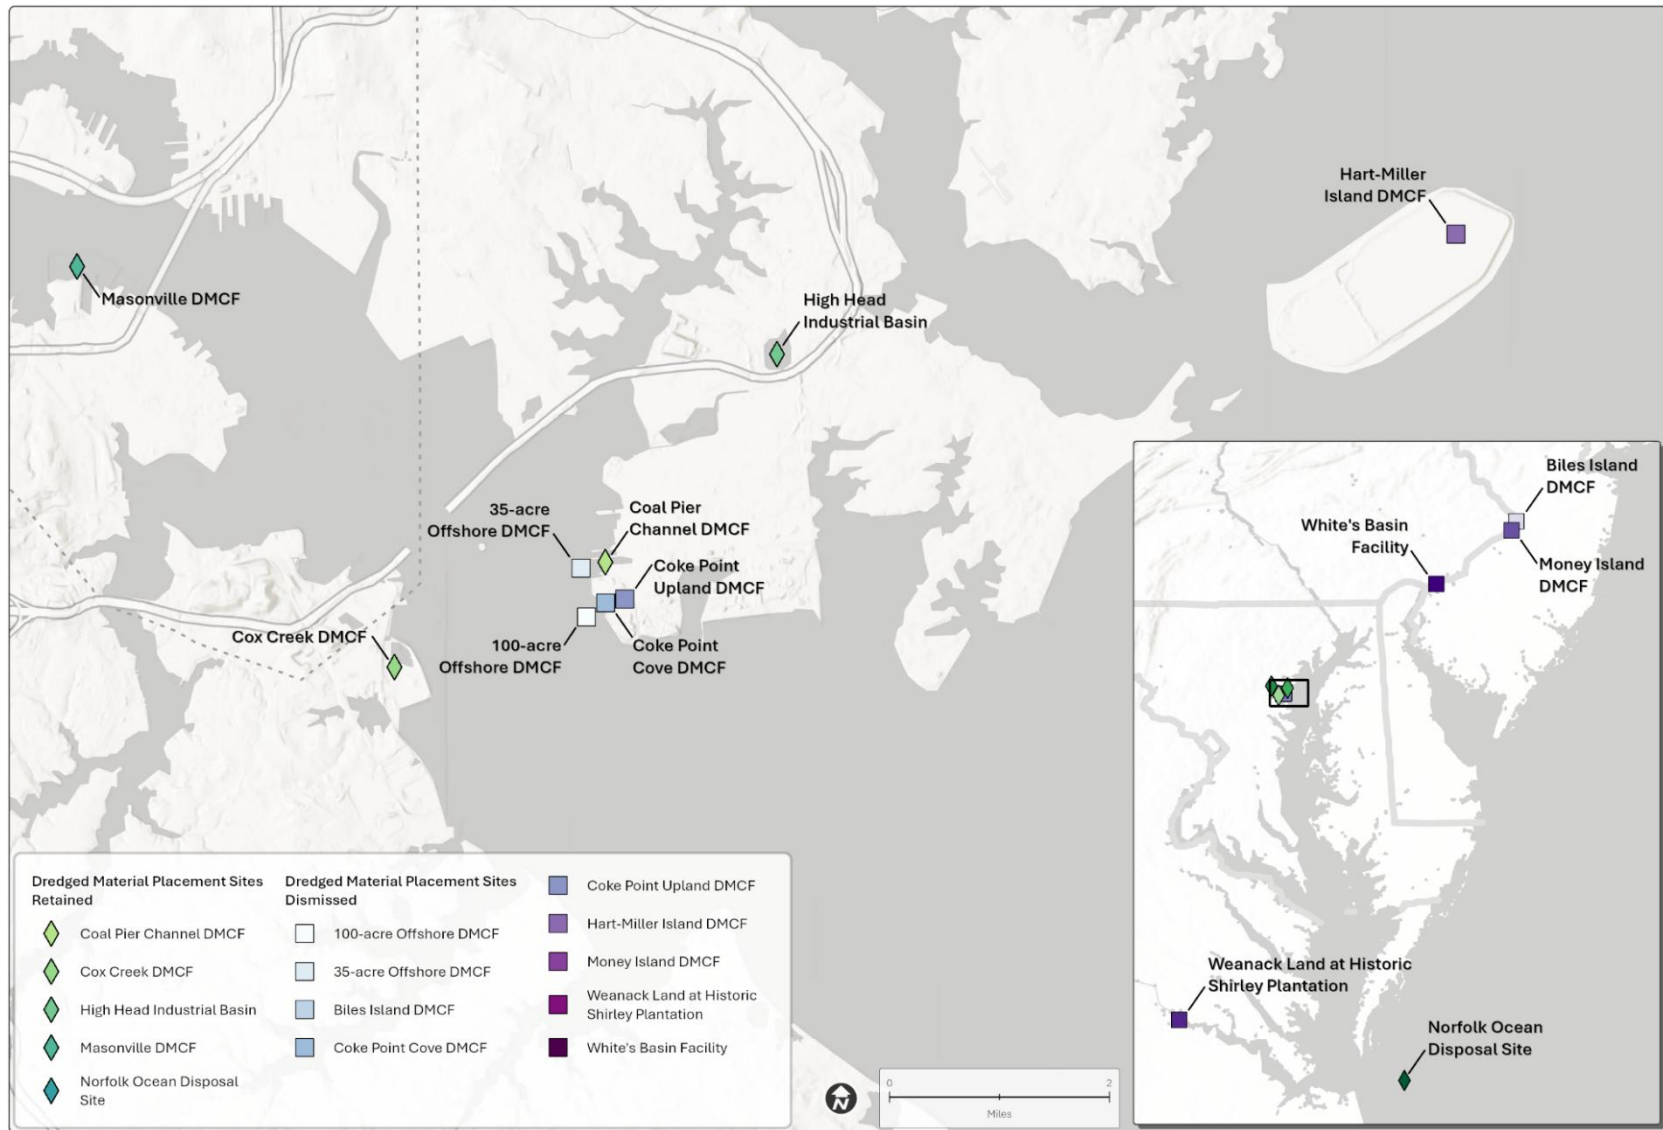 Hart-Miller
Island DMCF
Masonville DMCF
High Head
Industrial Basin
35-acre
Offshore DMCF
Coal Pier
Channel DMCF
Coke Point
Upland DMCF
Cox Creek DMCF
100-acre
Offshore DMCF
Coke Point
Cove DMCF
Biles Island
DMCF
White's Basin
Facility
Money Island
DMCF
Weanack Land at Historic
Shirley Plantation
Norfolk Ocean
Disposal Site
Dredged Material Placement Sites
Retained
Coal Pier Channel DMCF
Cox Creek DMCF
High Head Industrial Basin
Masonville DMCF
Norfolk Ocean Disposal
Site
Dredged Material Placement Sites
Dismissed
100-acre Offshore DMCF
35-acre Offshore DMCF
Biles Island DMCF
Coke Point Cove DMCF
Coke Point Upland DMCF
Hart-Miller Island DMCF
Money Island DMCF
Weanack Land at Historic
Shirley Plantation
White's Basin Facility
N
0 2
Miles